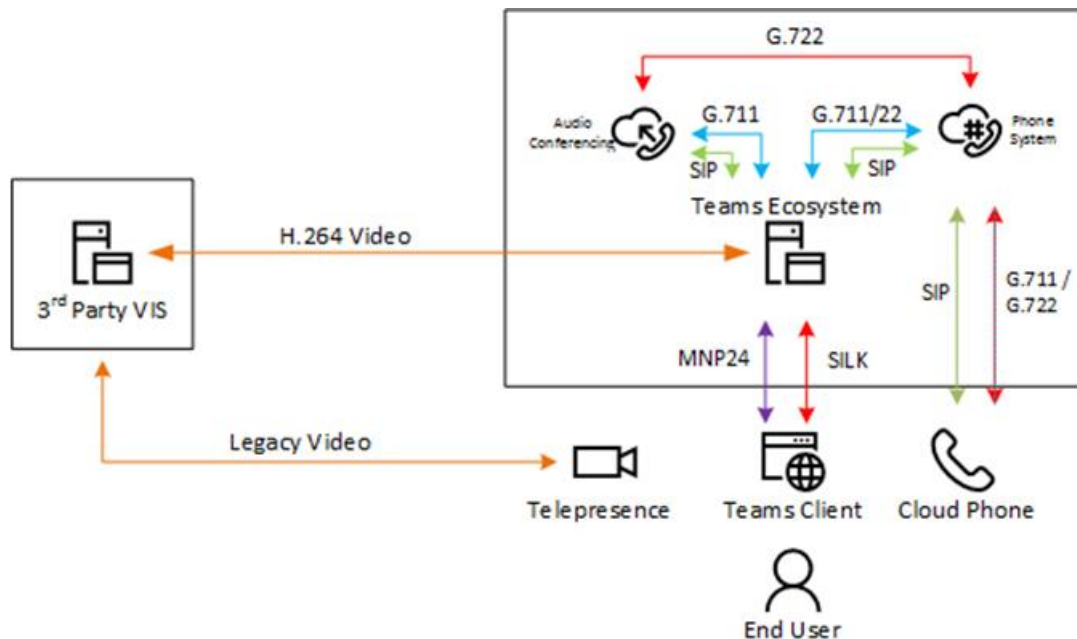 G.722
Audio
Conferencing
G.711
G.711/22
Phone
System
SIP
SIP
Teams Ecosystem
H.264 Video
3rd Party VIS
SIP
G.711 /
G.722
MNP24
SILK
Legacy Video
Telepresence
Teams Client
Cloud Phone
End User